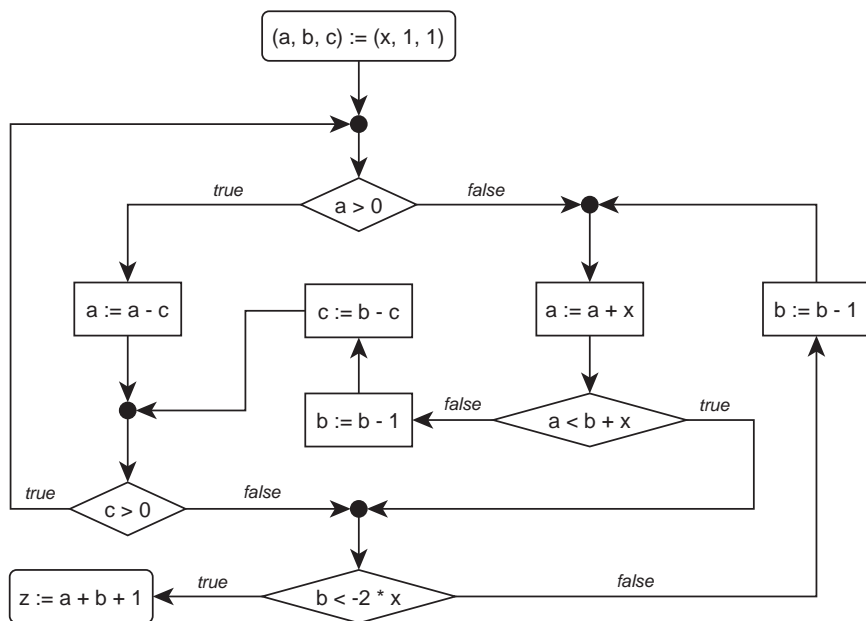 (a, b, c) := (x, 1, 1)
true
false
a > 0
a := a - c
c := b - c
a := a + x
b := b - 1
false
true
b := b - 1
a < b + x
true
false
c > 0
true
false
z := a + b + 1
b < -2 * x